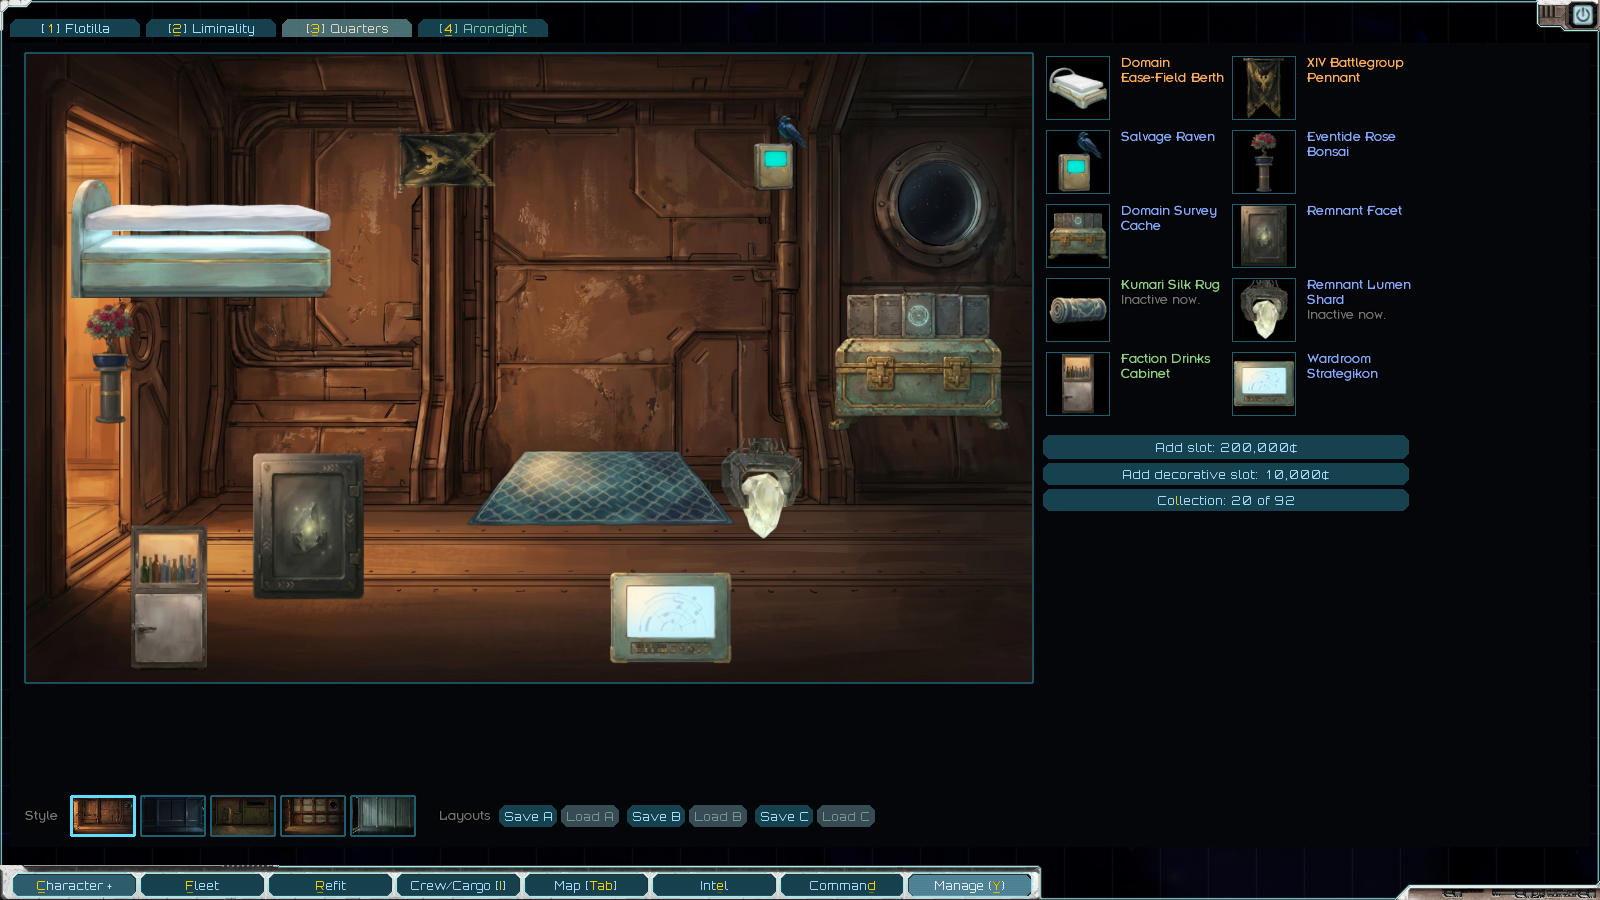 [1] Flotilla
[2] Liminality
[3] Quarters
[4] Arondight
Domain
Ease-Field Berth
XIV Battlegroup
Pennant
Salvage Raven
Eventide Rose
Bonsai
Domain Survey
Cache
Remnant Facet
Kumari Silk Rug
Inactive now.
Remnant Lumen
Shard
Inactive now.
Faction Drinks
Cabinet
Wardroom
Strategikon
Add slot: 200,000¢
Add decorative slot: 10,000¢
Collection: 20 of 92
Style
Layouts
Save A
Load A
Save B
Load B
Save C
Load C
Character +
Fleet
Refit
Crew/Cargo [I]
Map [Tab]
Intel
Command
Manage (Y)